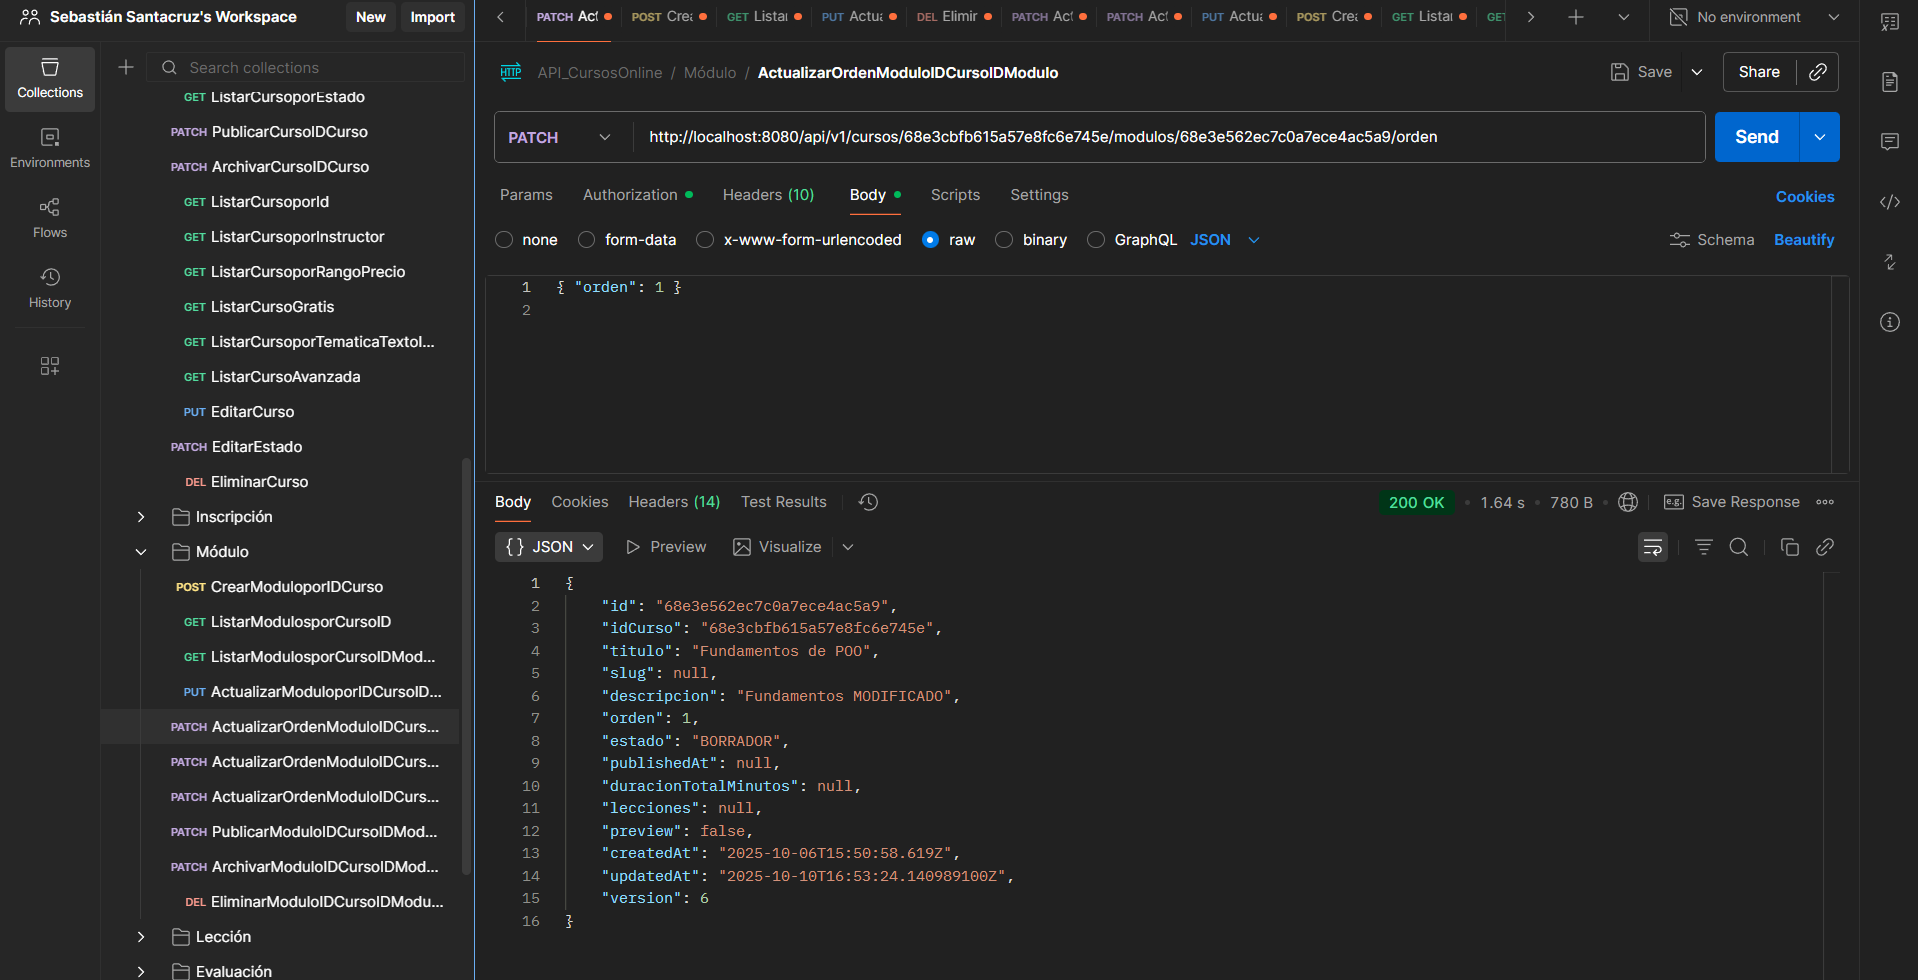 Sebastián Santacruz's Workspace
New
Import
PATCH Act
POST Crea
GET Listar
PUT Actua
DEL Elimir
PATCH Act
PATCH Act
PUT Actua
POST Crea
GET Listar
GET
No environment
Collections
Environments
Flows
History
Search collections
GET ListarCursoporEstado
PATCH PublicarCursoIDCurso
PATCH ArchivarCursoIDCurso
GET ListarCursoporId
GET ListarCursoporInstructor
GET ListarCursoporRangoPrecio
GET ListarCursoGratis
GET ListarCursoporTematicaTextol...
GET ListarCursoAvanzada
PUT EditarCurso
PATCH EditarEstado
DEL EliminarCurso
Inscripción
Módulo
POST CrearModuloporIDCurso
GET ListarModulosporCursoID
GET ListarModulosporCursoIDMod...
PUT ActualizarModuloporIDCursoID...
PATCH ActualizarOrdenModuloIDCurs...
PATCH ActualizarOrdenModuloIDCurs...
PATCH ActualizarOrdenModuloIDCurs...
PATCH PublicarModuloIDCursoIDMod...
PATCH ArchivarModuloIDCursoIDMod...
DEL EliminarModuloIDCursoIDModu...
Lección
Evaluación
HTTP
API_CursosOnline / Módulo / ActualizarOrdenModuloIDCursoIDModulo
Save
Share
PATCH
http://localhost:8080/api/v1/cursos/68e3cbfb615a57e8fc6e745e/modulos/68e3e562ec7c0a7ece4ac5a9/orden
Send
Params
Authorization
Headers (10)
Body
Scripts
Settings
Cookies
none
form-data
x-www-form-urlencoded
raw
binary
GraphQL
JSON
Schema
Beautify
1 { "orden": 1 }
2
Body
Cookies
Headers (14)
Test Results
200 OK
1.64 s
780 B
e.g.
Save Response
{} JSON
Preview
Visualize
1 {
2 "id": "68e3e562ec7c0a7ece4ac5a9",
3 "idCurso": "68e3cbfb615a57e8fc6e745e",
4 "titulo": "Fundamentos de POO",
5 "slug": null,
6 "descripcion": "Fundamentos MODIFICADO",
7 "orden": 1,
8 "estado": "BORRADOR",
9 "publishedAt": null,
10 "duracionTotalMinutos": null,
11 "lecciones": null,
12 "preview": false,
13 "createdAt": "2025-10-06T15:50:58.619Z",
14 "updatedAt": "2025-10-10T16:53:24.140989100Z",
15 "version": 6
16 }